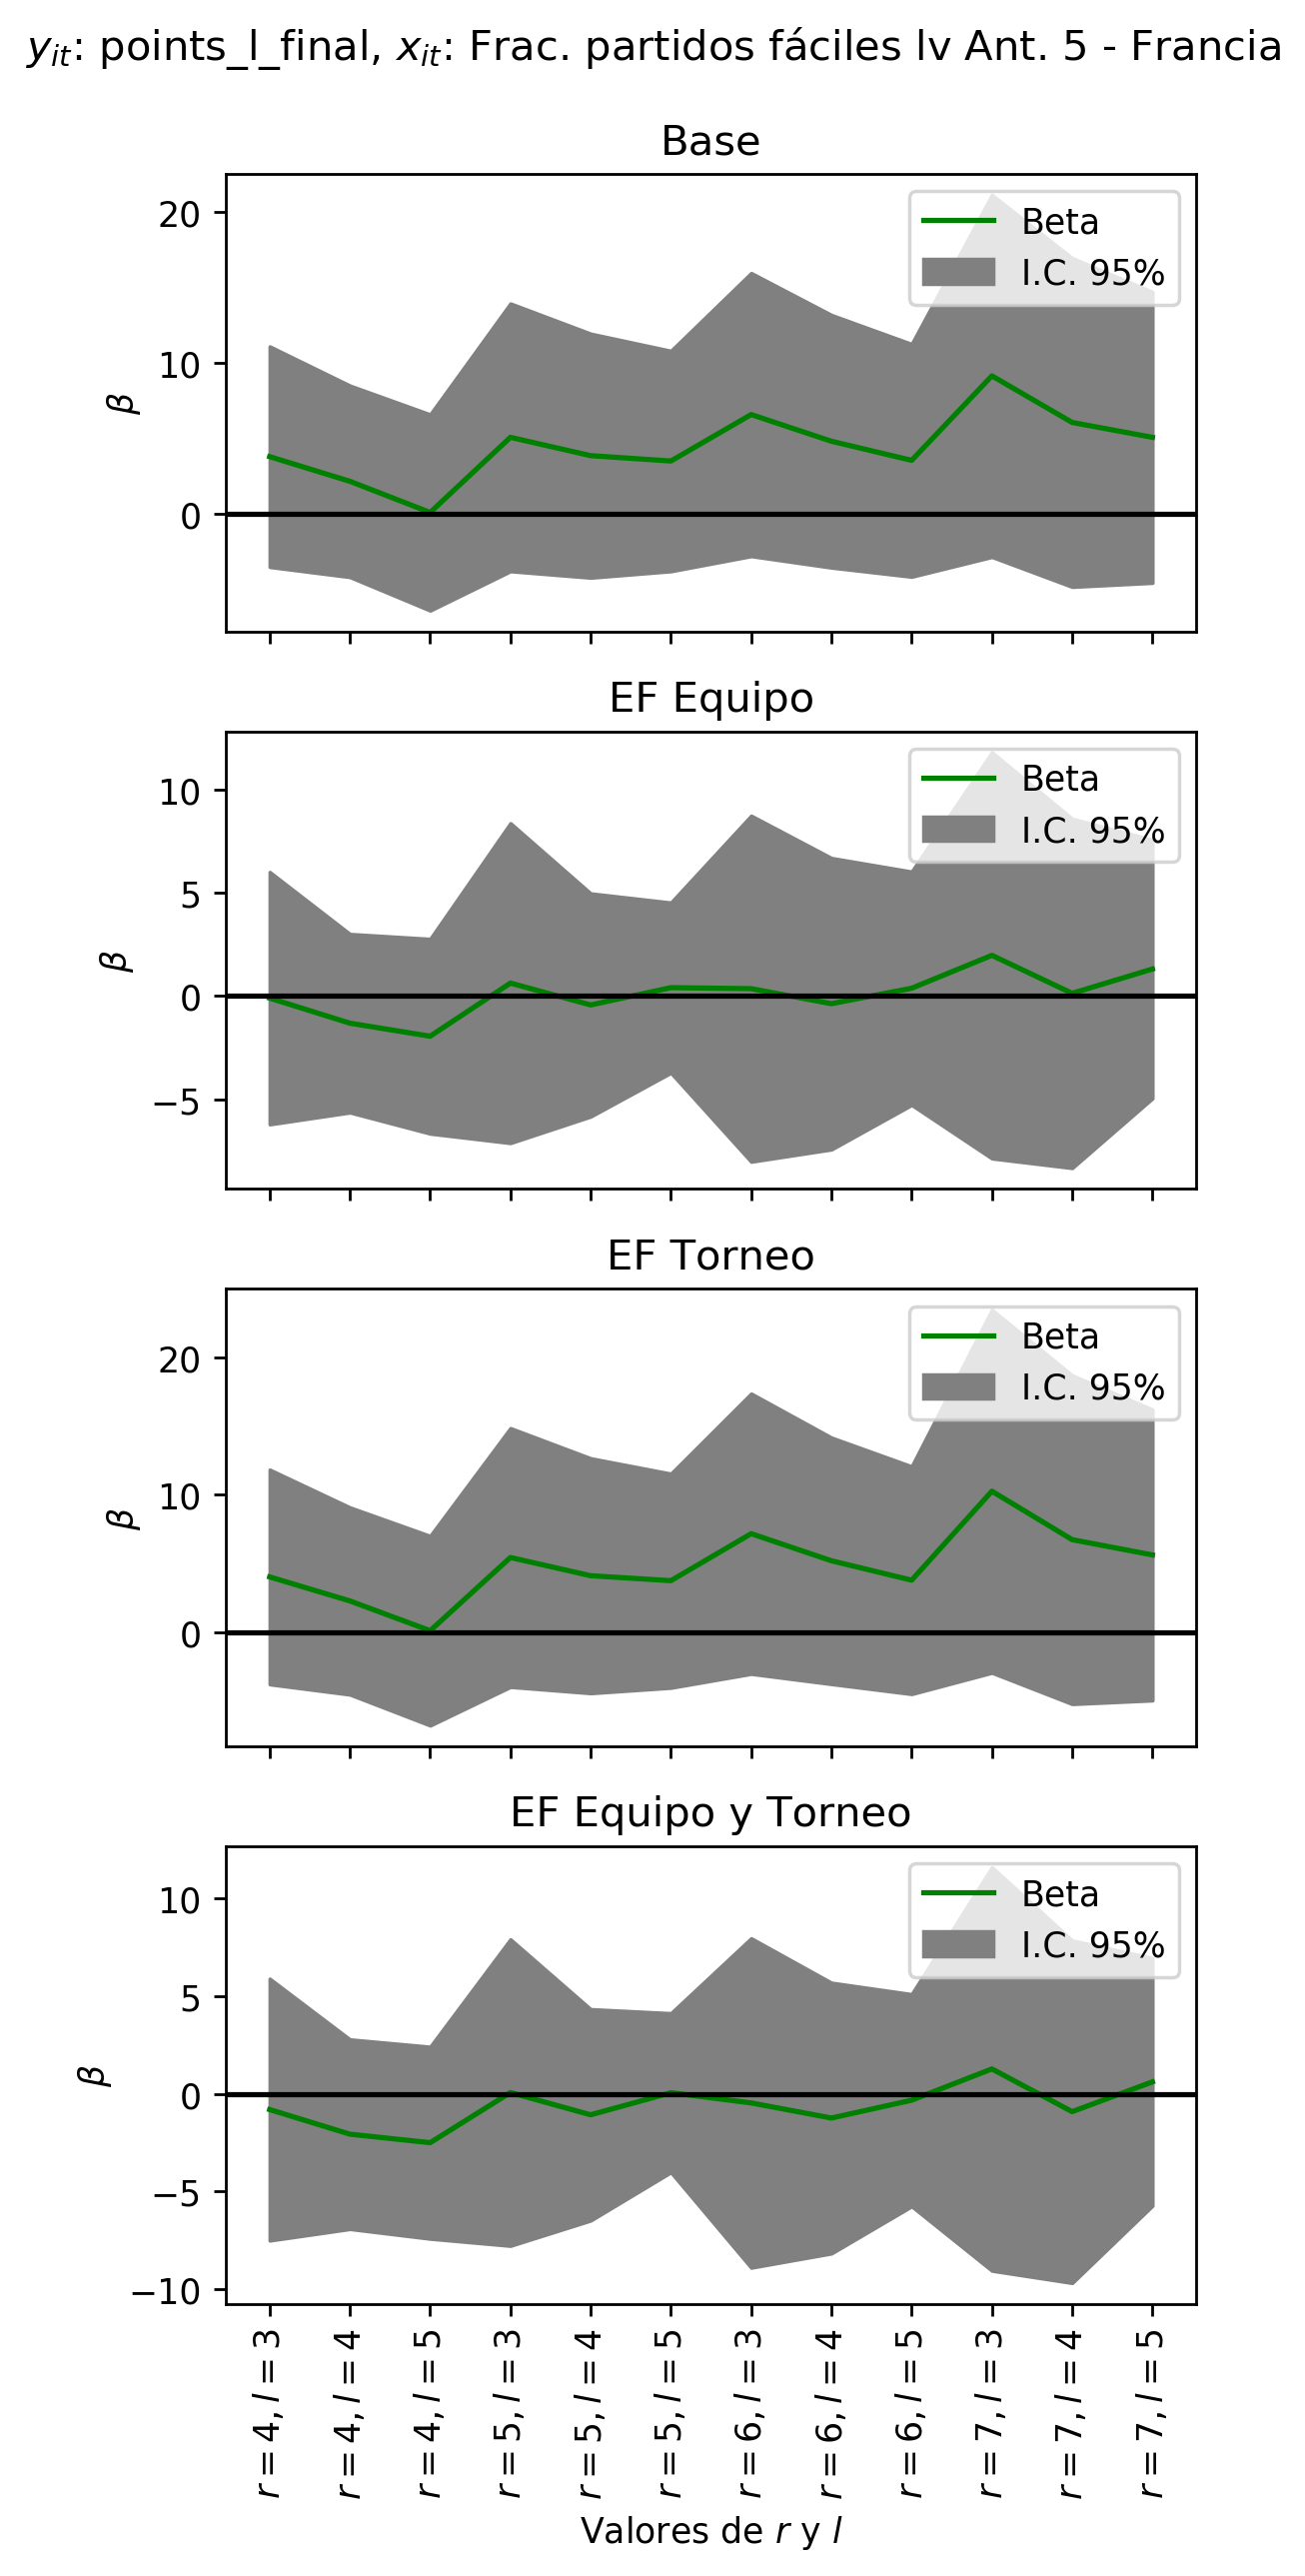 y_it: points_l_final, x_it: Frac. partidos fáciles lv Ant. 5 - Francia
Base
20
10
0
β
Beta
I.C. 95%
EF Equipo
10
5
0
−5
β
Beta
I.C. 95%
EF Torneo
20
10
0
β
Beta
I.C. 95%
EF Equipo y Torneo
10
5
0
−5
−10
β
Beta
I.C. 95%
r = 4, l = 3
r = 4, l = 4
r = 4, l = 5
r = 5, l = 3
r = 5, l = 4
r = 5, l = 5
r = 6, l = 3
r = 6, l = 4
r = 6, l = 5
r = 7, l = 3
r = 7, l = 4
r = 7, l = 5
Valores de r y l